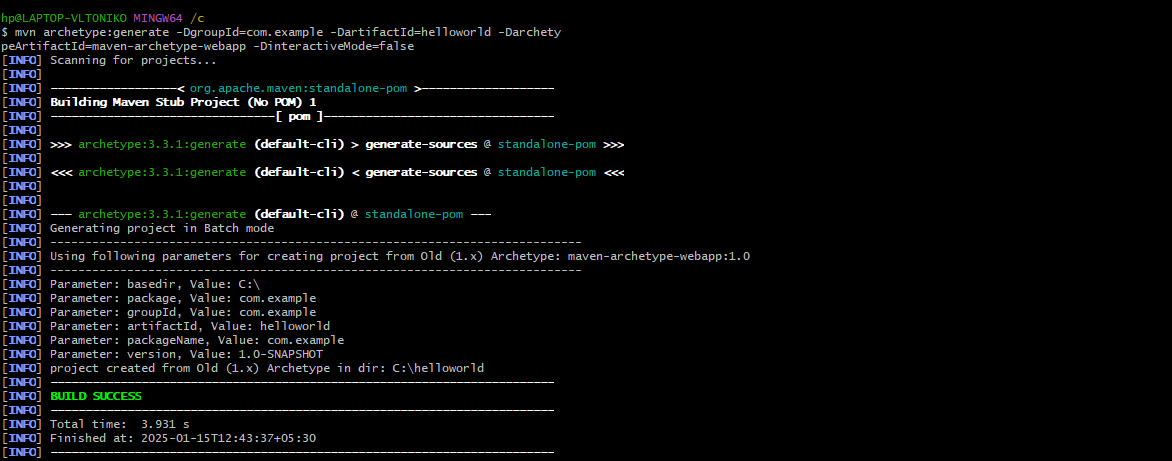 hp@LAPTOP-VLTONIKO MINGW64 /c
$ mvn archetype:generate -DgroupId=com.example -DartifactId=helloworld -Darchety
peArtifactId=maven-archetype-webapp -DinteractiveMode=false
[INFO] Scanning for projects...
[INFO]
[INFO] ------------------< org.apache.maven:standalone-pom >-------------------
[INFO] Building Maven Stub Project (No POM) 1
[INFO] --------------------------------[ pom ]---------------------------------
[INFO]
[INFO] >>> archetype:3.3.1:generate (default-cli) > generate-sources @ standalone-pom >>>
[INFO]
[INFO] <<< archetype:3.3.1:generate (default-cli) < generate-sources @ standalone-pom <<<
[INFO]
[INFO]
[INFO] --- archetype:3.3.1:generate (default-cli) @ standalone-pom ---
[INFO] Generating project in Batch mode
[INFO] ----------------------------------------------------------------------------
[INFO] Using following parameters for creating project from Old (1.x) Archetype: maven-archetype-webapp:1.0
[INFO] ----------------------------------------------------------------------------
[INFO] Parameter: basedir, Value: C:\
[INFO] Parameter: package, Value: com.example
[INFO] Parameter: groupId, Value: com.example
[INFO] Parameter: artifactId, Value: helloworld
[INFO] Parameter: packageName, Value: com.example
[INFO] Parameter: version, Value: 1.0-SNAPSHOT
[INFO] project created from Old (1.x) Archetype in dir: C:\helloworld
[INFO] ------------------------------------------------------------------------
[INFO] BUILD SUCCESS
[INFO] ------------------------------------------------------------------------
[INFO] Total time:  3.931 s
[INFO] Finished at: 2025-01-15T12:43:37+05:30
[INFO] ------------------------------------------------------------------------